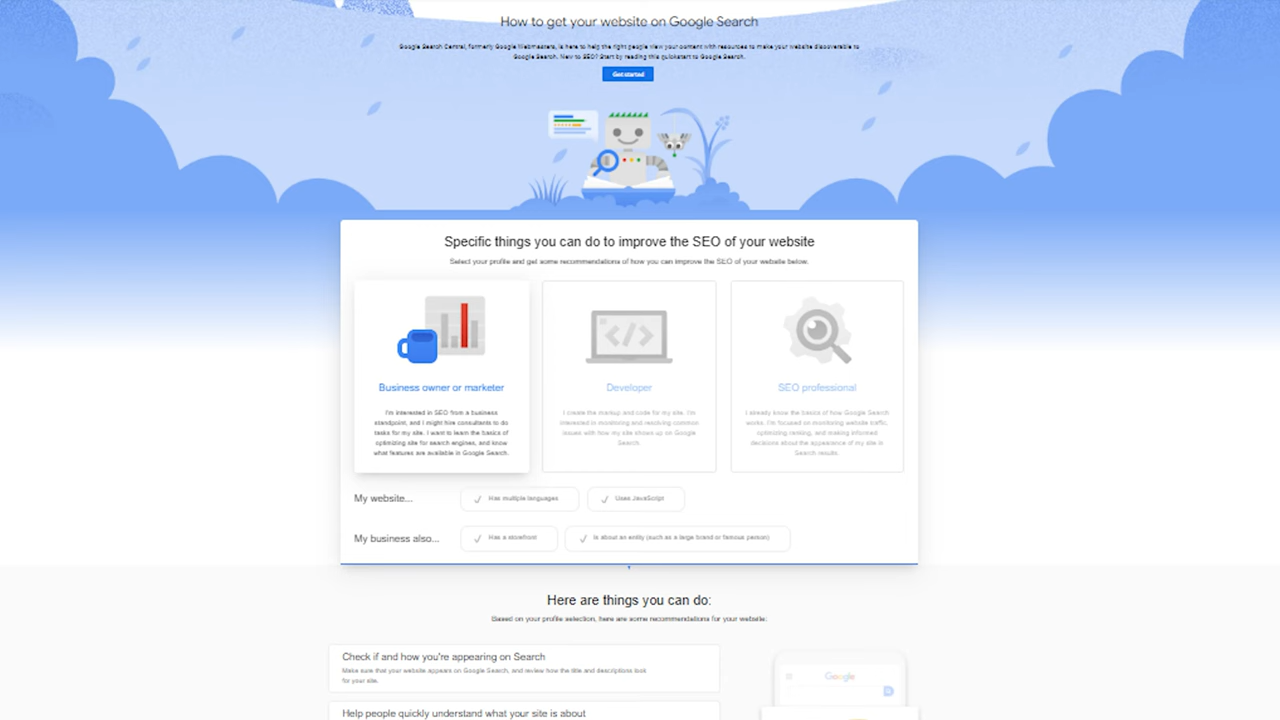 How to get your website on Google Search
Google Search Central, formerly Google Webmasters, is here to help the right people view your content with resources to make your website discoverable to
Google Search. New to SEO? Start by reading this quickstart to Google Search.
Get started
Specific things you can do to improve the SEO of your website
Select your profile and get some recommendations of how you can improve the SEO of your website below.
Business owner or marketer
I'm interested in SEO from a business
standpoint, and I might hire consultants to do
tasks for my site. I want to learn the basics of
optimizing site for search engines, and know
what features are available in Google Search.
Developer
I create the markup and code for my site. I'm
interested in monitoring and resolving common
issues with how my site shows up on Google
Search.
SEO professional
I already know the basics of how Google Search
works. I'm focused on monitoring website traffic,
optimizing ranking, and making informed
decisions about the appearance of my site in
Search results.
My website...
Has multiple languages
Uses JavaScript
My business also...
Has a storefront
Is about an entity (such as a large brand or famous person)
Here are things you can do:
Based on your profile selection, here are some recommendations for your website:
Check if and how you're appearing on Search
Make sure that your website appears on Google Search, and review how the title and descriptions look
for your site.
Google
Help people quickly understand what your site is about